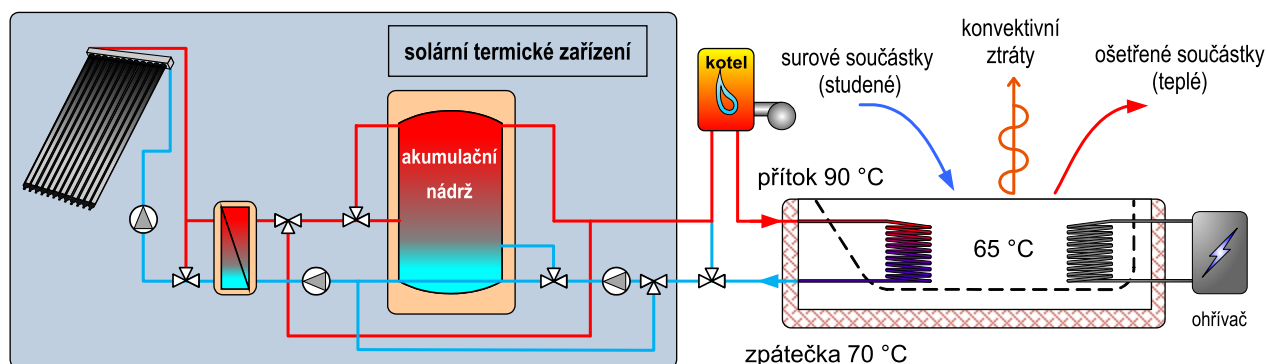 solární termické zařízení
akumulační
nádrž
kotel
surové součástky
(studené)
konvektivní
ztráty
ošetřené součástky
(teplé)
přítok 90 °C
65 °C
ohřívač
zpátečka 70 °C